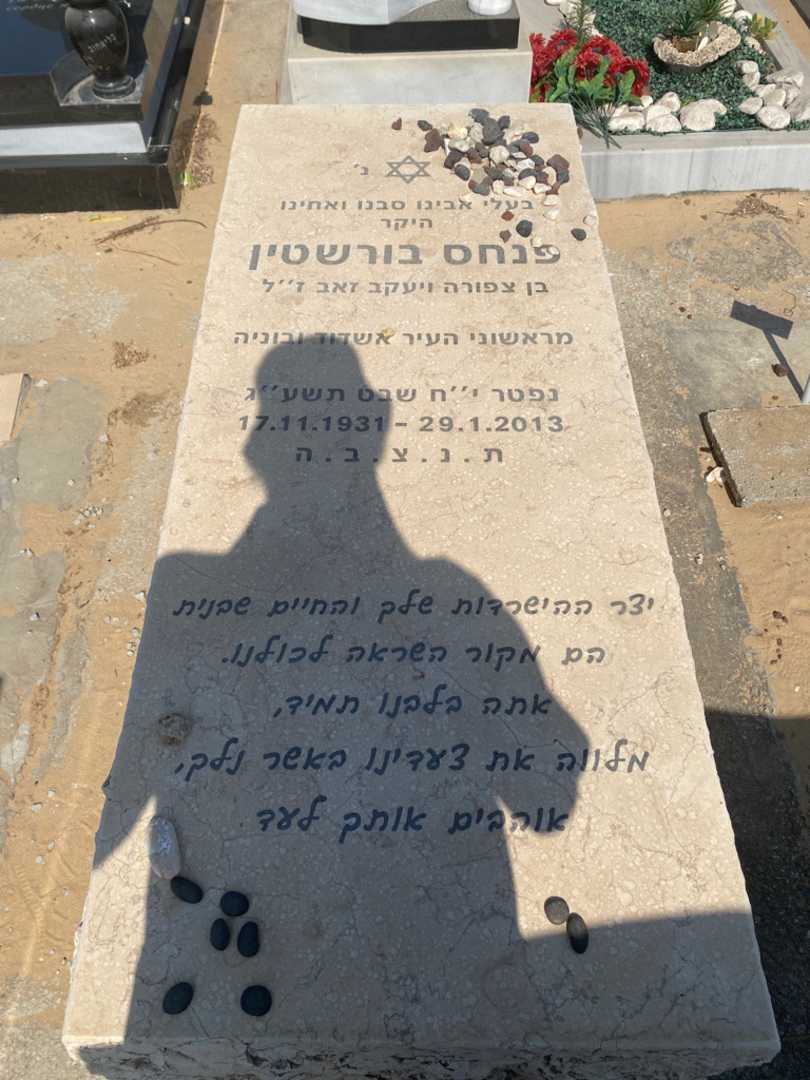 נ׳
בעלי אבינו סבנו ואחינו
היקר
פנחס בורשטין
בן צפורה ויעקב זאב ז׳׳ל
מראשוני העיר אשדוד ובוניה
נפטר י׳׳ח שבט תשע׳׳ג
17.11.1931 - 29.1.2013
ת . נ . צ . ב . ה
יצר ההישרדות שלך והחיים שבנית
הם מקור השראה לכולנו.
אתה בלבנו תמיד,
מלווה את צעדינו באשר נלך,
אוהבים אותך לעד